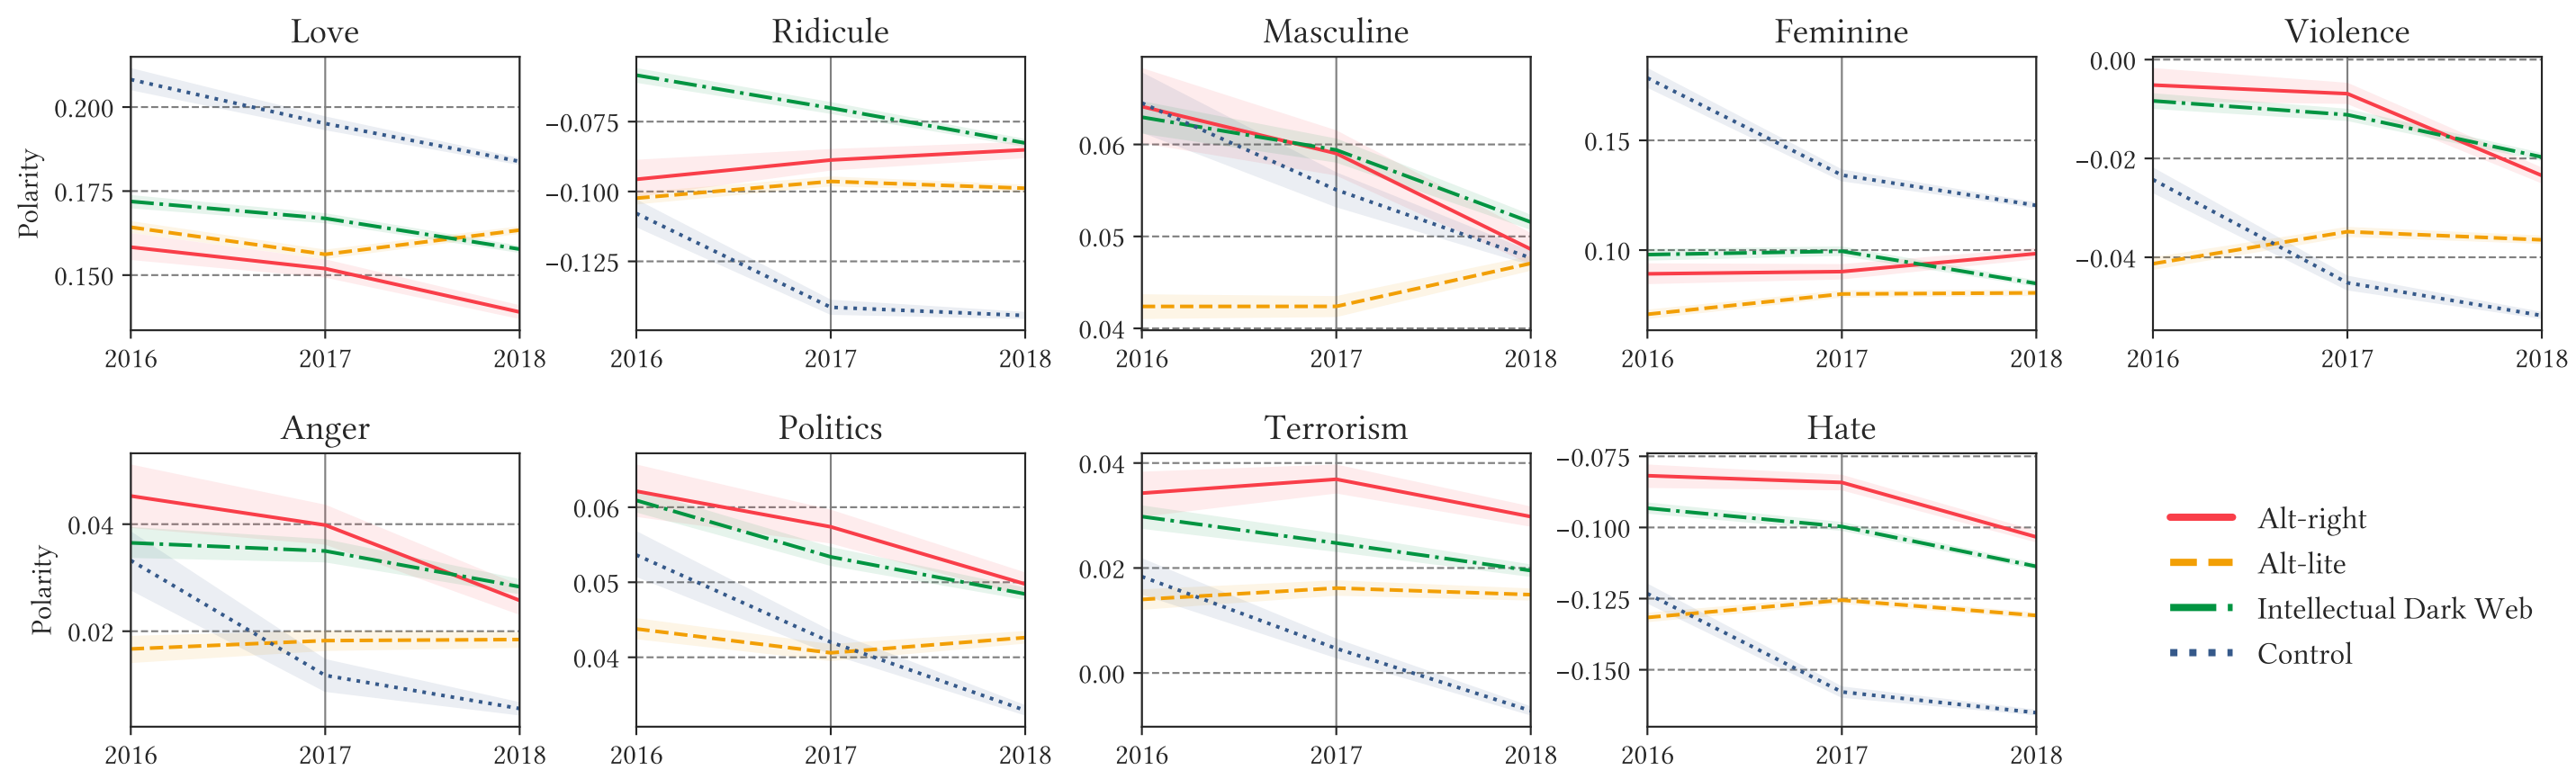 Love
Ridicule
Masculine
Feminine
Violence
Polarity
0.200
0.175
0.150
2016 2017 2018
−0.075
−0.100
−0.125
2016 2017 2018
0.06
0.05
0.04
2016 2017 2018
0.15
0.10
2016 2017 2018
0.00
−0.02
−0.04
2016 2017 2018
Anger
Politics
Terrorism
Hate
Polarity
0.04
0.02
2016 2017 2018
0.06
0.05
0.04
2016 2017 2018
0.04
0.02
0.00
2016 2017 2018
−0.075
−0.100
−0.125
−0.150
2016 2017 2018
Alt-right
Alt-lite
Intellectual Dark Web
Control